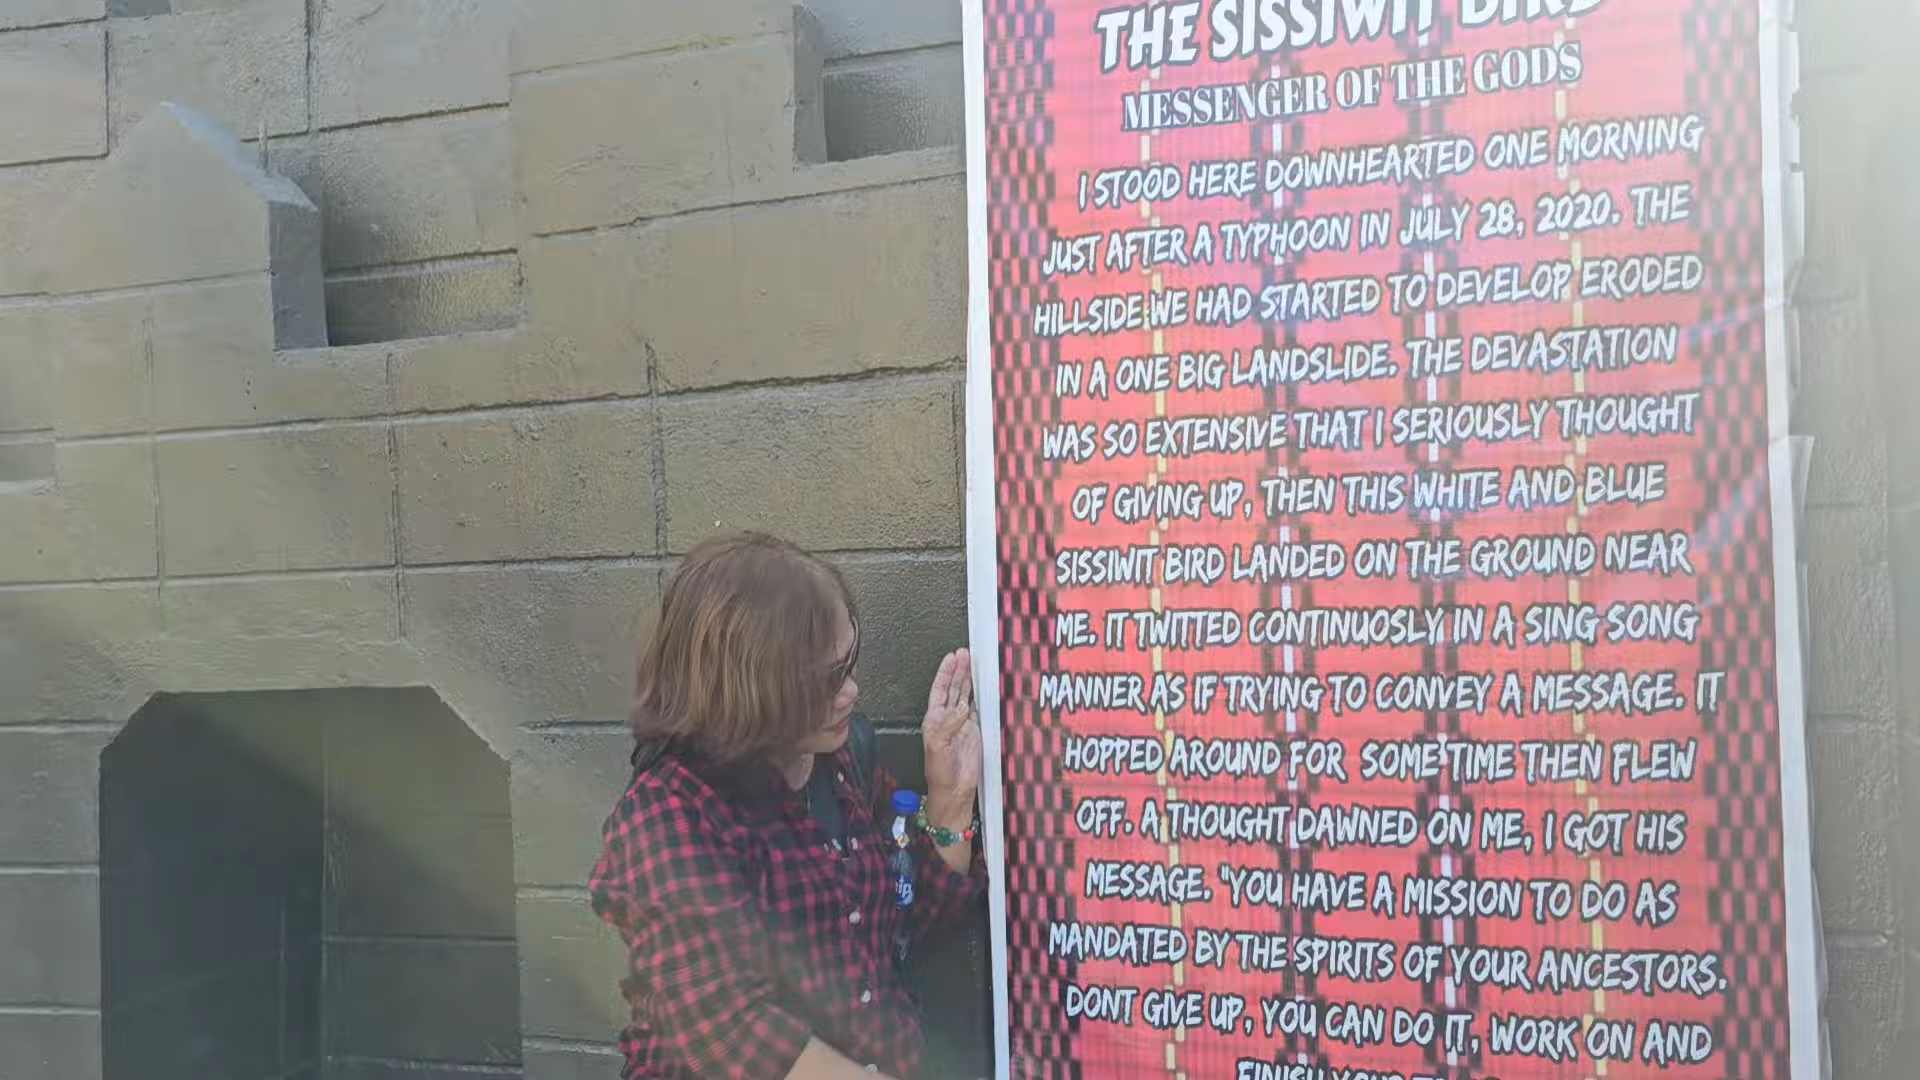 THE SISSIWIT BIRD
MESSENGER OF THE GODS
I STOOD HERE DOWNHEARTED ONE MORNING
JUST AFTER A TYPHOON IN JULY 28, 2020. THE
HILLSIDE WE HAD STARTED TO DEVELOP ERODED
IN A ONE BIG LANDSLIDE. THE DEVASTATION
WAS SO EXTENSIVE THAT I SERIOUSLY THOUGHT
OF GIVING UP, THEN THIS WHITE AND BLUE
SISSIWIT BIRD LANDED ON THE GROUND NEAR
ME. IT TWITTED CONTINUOSLY, IN A SING SONG
MANNER AS IF TRYING TO CONVEY A MESSAGE. IT
HOPPED AROUND FOR SOMETIME THEN FLEW
OFF. A THOUGHT DAWNED ON ME, I GOT HIS
MESSAGE. "YOU HAVE A MISSION TO DO AS
MANDATED BY THE SPIRITS OF YOUR ANCESTORS.
DONT GIVE UP, YOU CAN DO IT, WORK ON AND
FINISH YOUR